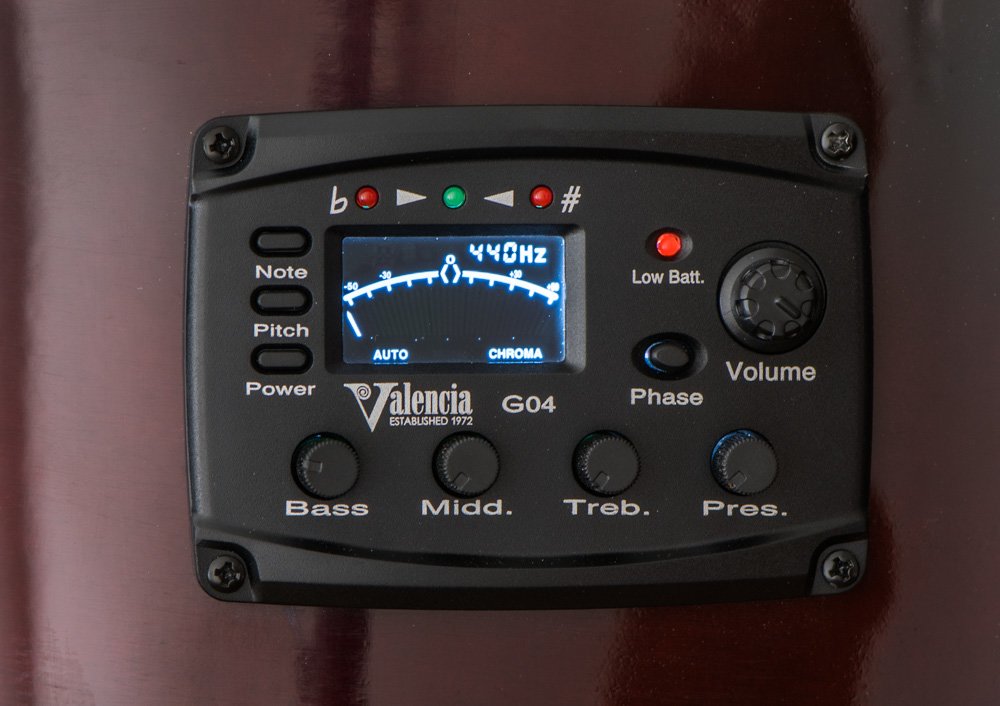 ♭ #
440Hz
-50 -30 0 +30 +50
AUTO CHROMA
Note
Pitch
Power
Low Batt.
Phase
Volume
Valencia
ESTABLISHED 1972
G04
Bass Midd. Treb. Pres.